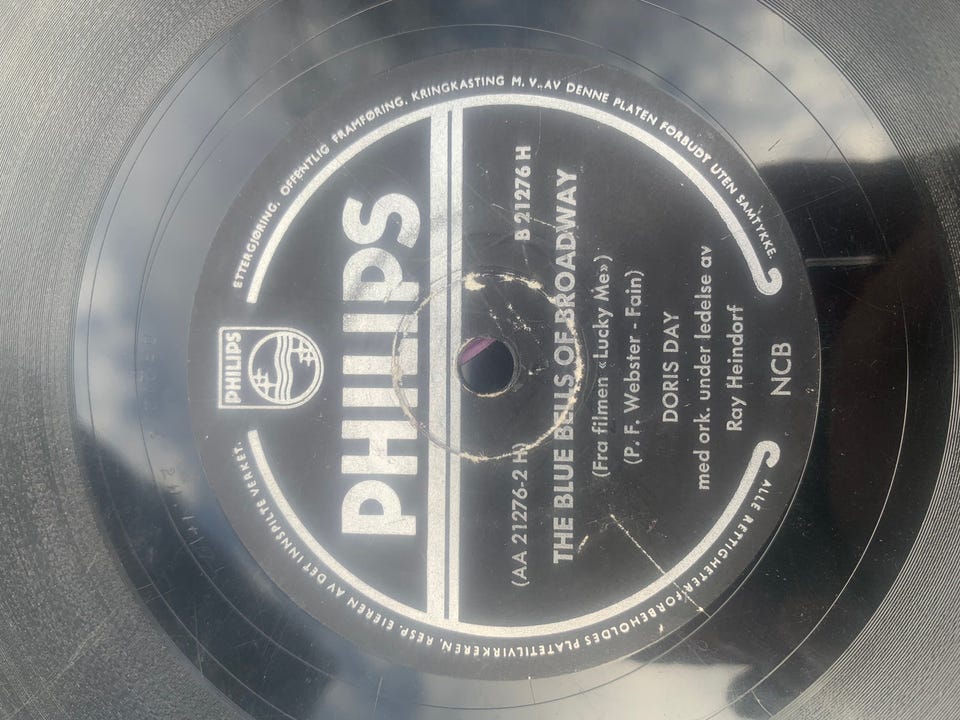 ALLE RETTIGHETER FORBEHOLDES PLATETILVIRKEREN, RESP. EIEREN AV DET INNSPILTE VERKET.
ETTERGJØRING, OFFENTLIG FRAMFØRING, KRINGKASTING M. V., AV DENNE PLATEN FORBUDT UTEN SAMTYKKE.
PHILIPS
PHILIPS
(AA 21276-2 H) B 21276 H
THE BLUE BELLS OF BROADWAY
(Fra filmen «Lucky Me»)
(P. F. Webster - Fain)
DORIS DAY
med ork. under ledelse av
Ray Heindorf
NCB